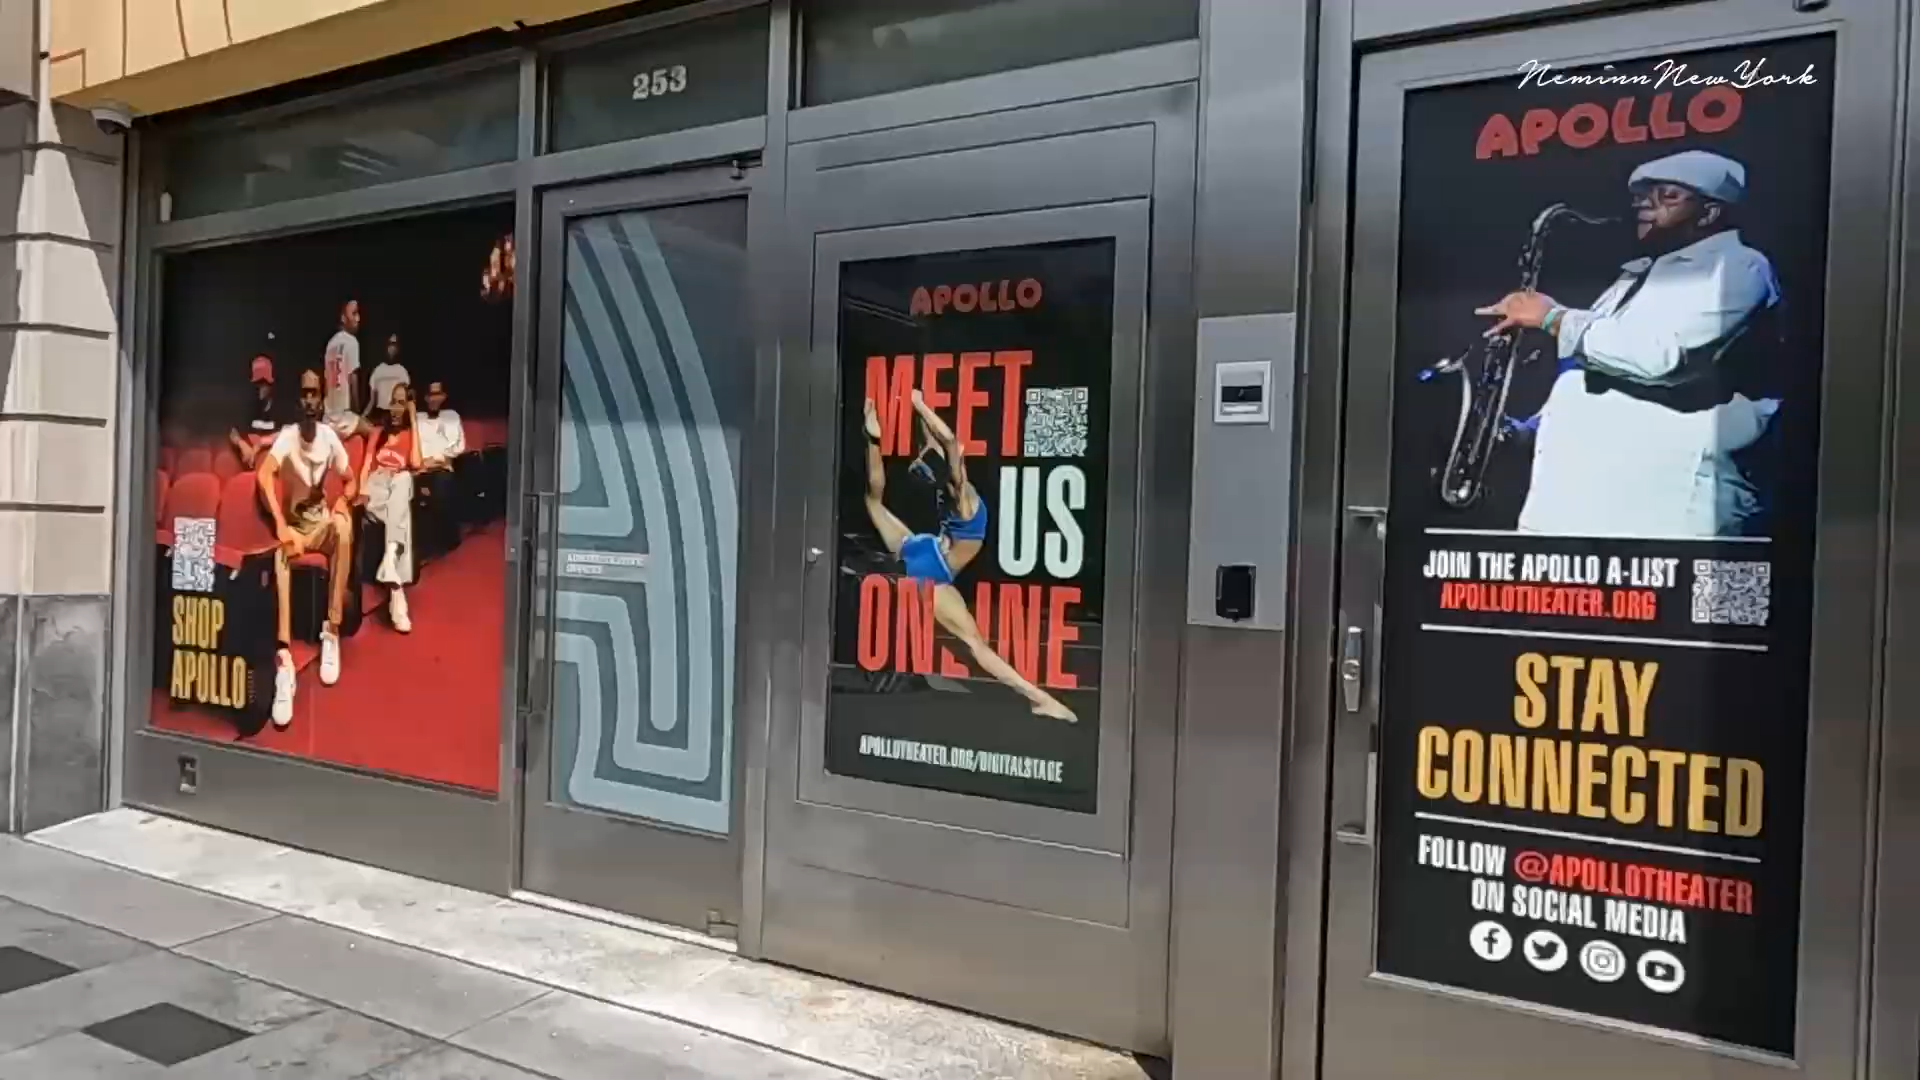 NeminnNewYork
253
SHOP
APOLLO
APOLLO
MEET
US
ONLINE
APOLLOTHEATER.ORG/DIGITALSTAGE
APOLLO
JOIN THE APOLLO A-LIST
APOLLOTHEATER.ORG
STAY
CONNECTED
FOLLOW @APOLLOTHEATER
ON SOCIAL MEDIA